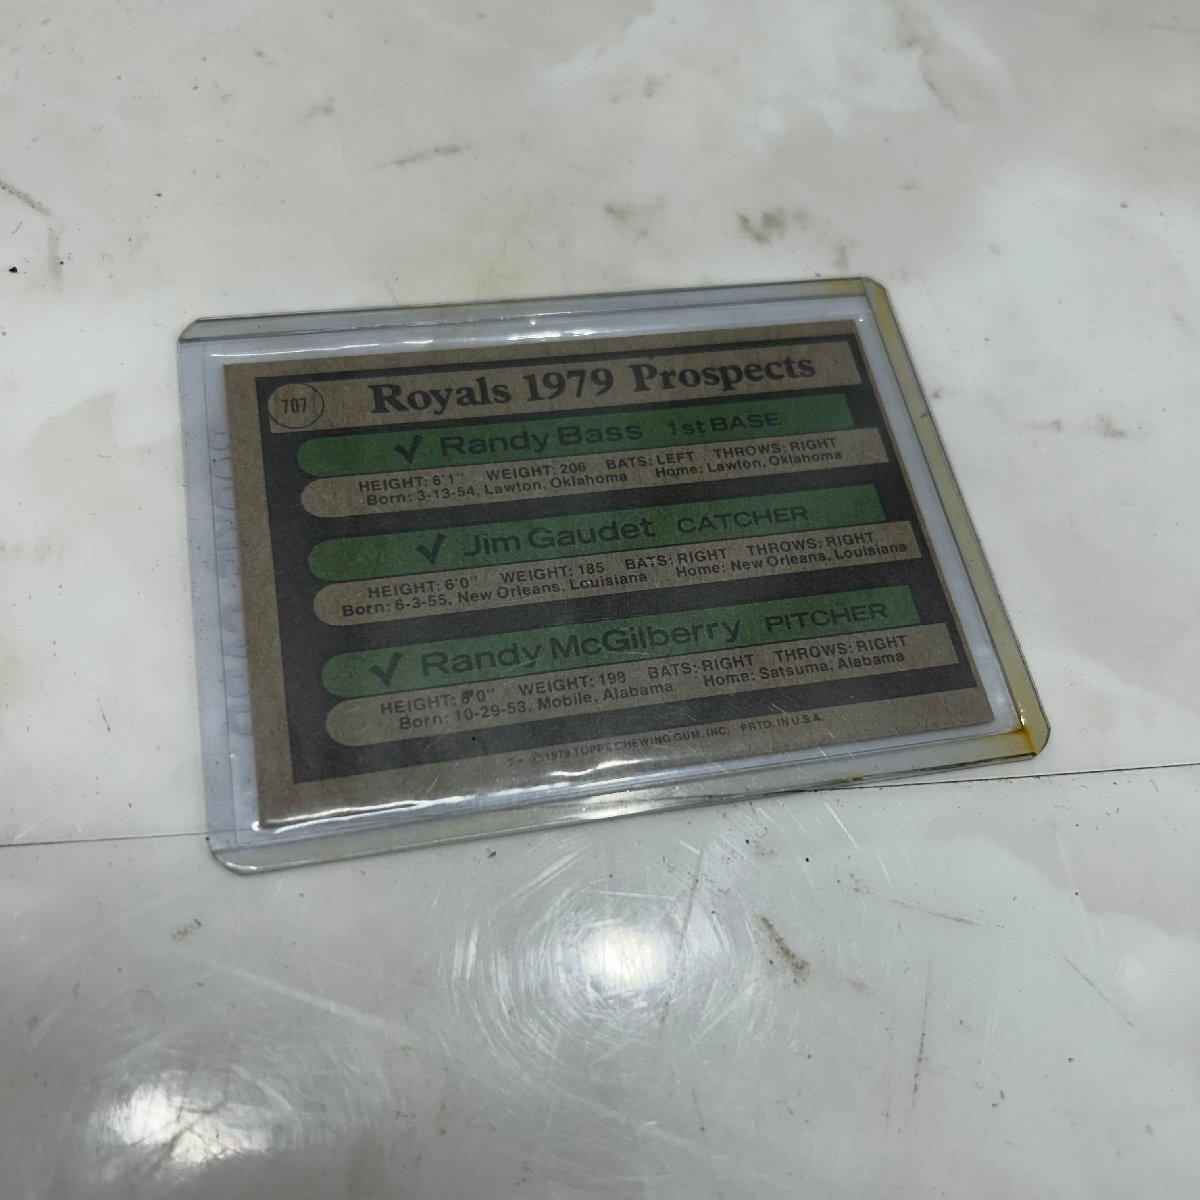 707 Royals 1979 Prospects
✓ Randy Bass 1st BASE
HEIGHT: 6'1" WEIGHT: 206 BATS: LEFT THROWS: RIGHT
Born: 3-13-54, Lawton, Oklahoma Home: Lawton, Oklahoma
✓ Jim Gaudet CATCHER
HEIGHT: 6'0" WEIGHT: 185 BATS: RIGHT THROWS: RIGHT
Born: 6-3-55, New Orleans, Louisiana Home: New Orleans, Louisiana
✓ Randy McGilberry PITCHER
HEIGHT: 6'0" WEIGHT: 198 BATS: RIGHT THROWS: RIGHT
Born: 10-29-53, Mobile, Alabama Home: Satsuma, Alabama
© 1979 TOPPS CHEWING GUM, INC. PRTD. IN U.S.A.